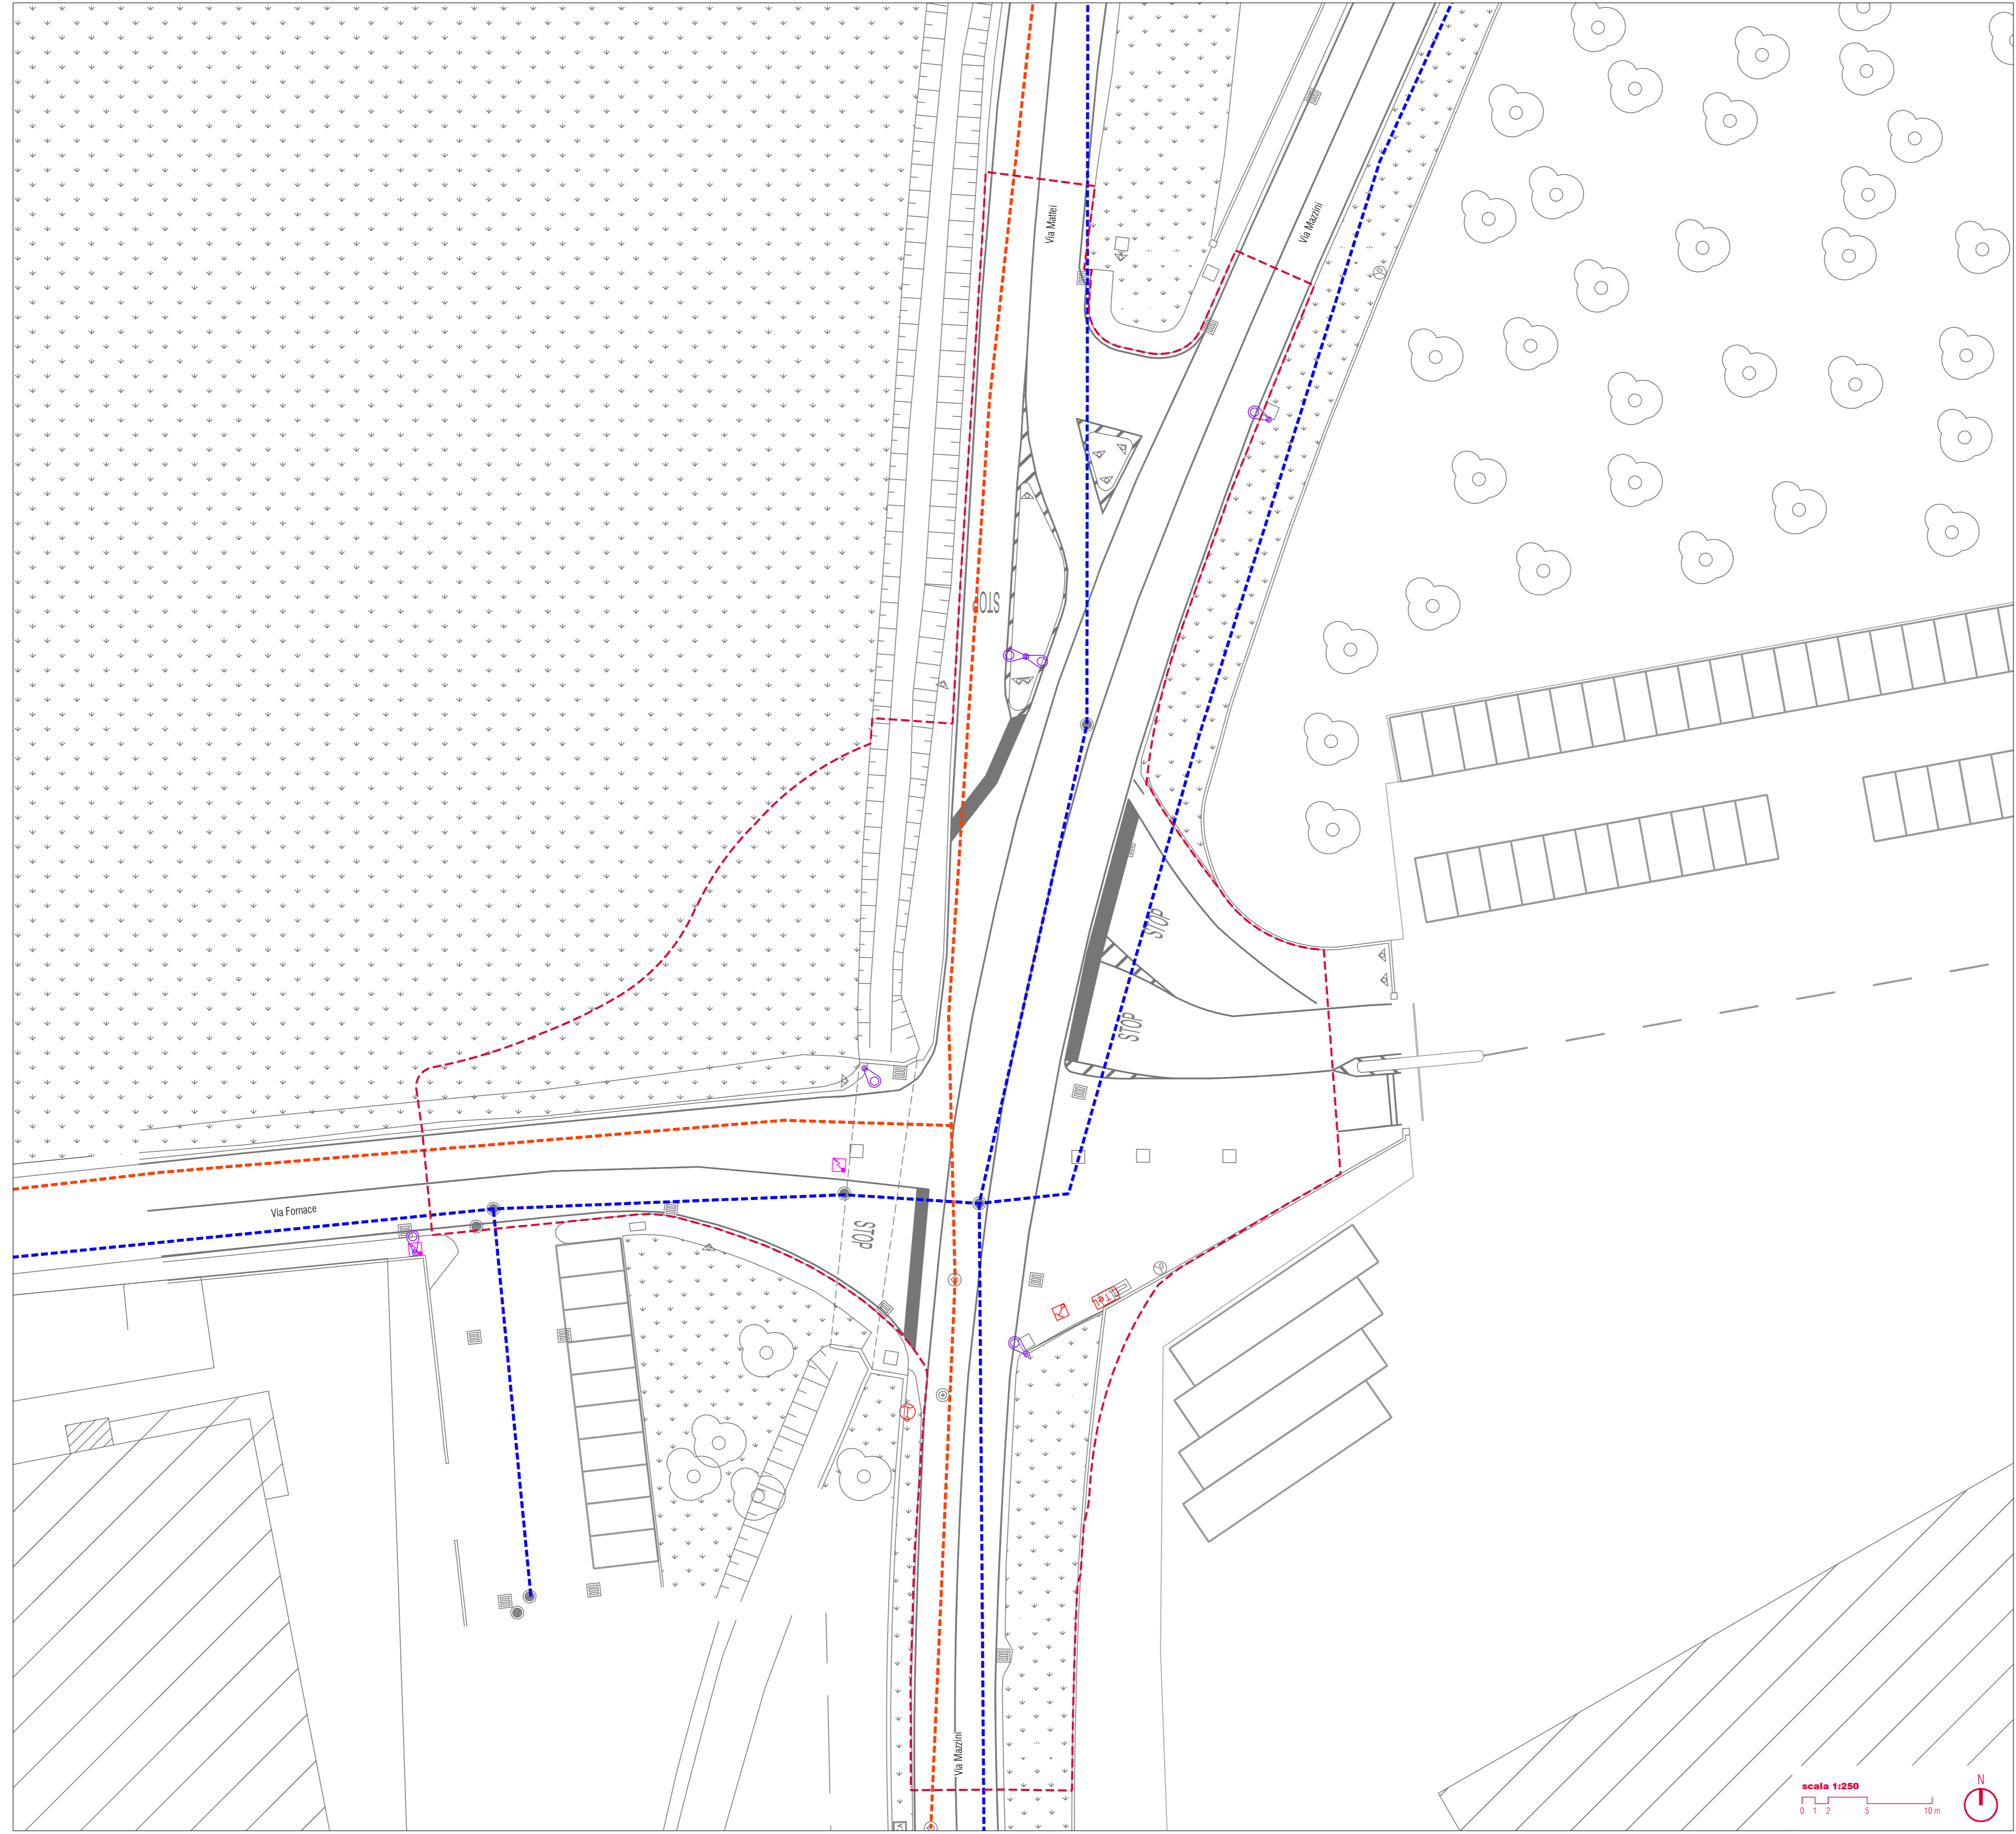 Via Mattei
Via Mazzini
STOP
STOP
STOP
Via Fornace
STOP
Via Mazzini
scala 1:250
0 1 2 5 10 m
N